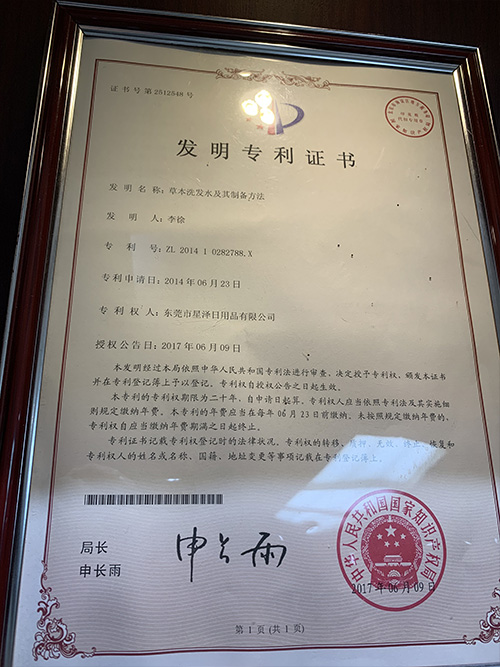 证书号第2512548号
发明专利证书
发明名称：草本洗发水及其制备方法
发明人：李徐
专利号：ZL 2014 1 0282788.X
专利申请日：2014年06月23日
专利权人：东莞市星泽日用品有限公司
授权公告日：2017年06月09日
本发明经过本局依照中华人民共和国专利法进行审查，决定授予专利权，颁发本证书
并在专利登记簿上予以登记。专利权自授权公告之日起生效。
本专利的专利权期限为二十年，自申请日起算。专利权人应当依照专利法及其实施细
则规定缴纳年费。本专利的年费应当在每年06月23日前缴纳。未按照规定缴纳年费的，
专利权自应当缴纳年费期满之日起终止。
专利证书记载专利权登记时的法律状况。专利权的转移、质押、无效、终止、恢复和
专利权人的姓名或名称、国籍、地址变更等事项记载在专利登记簿上。
局长
申长雨
申长雨
中华人民共和国国家知识产权局
2017年06月09日
第1页(共1页)